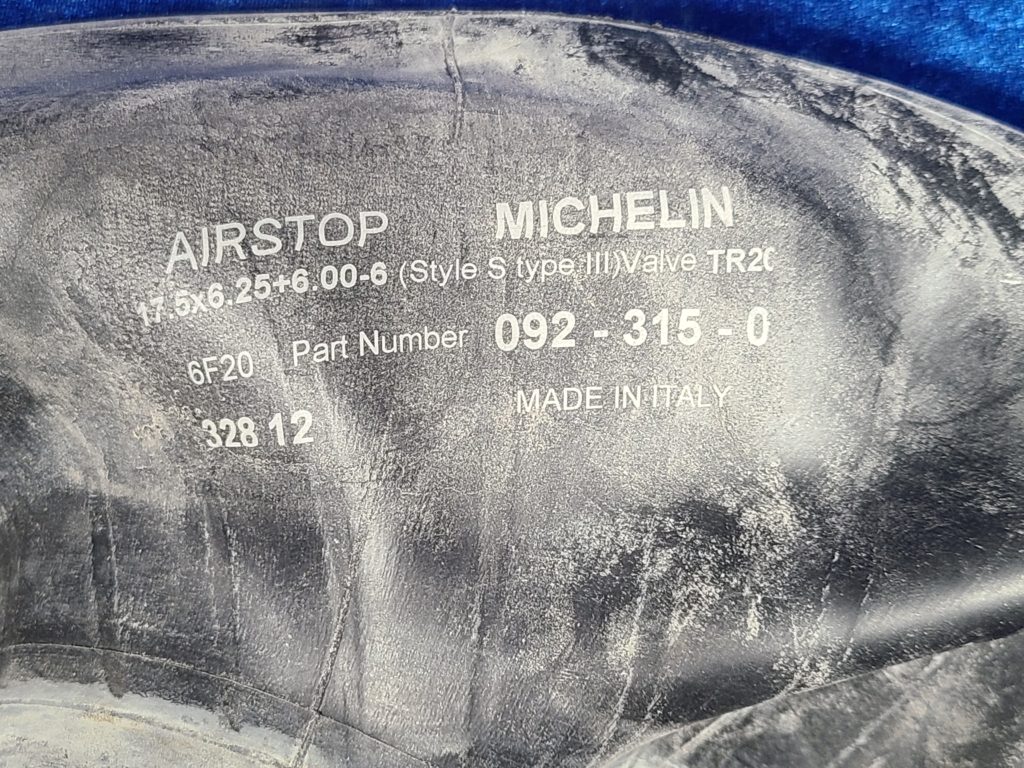 AIRSTOP MICHELIN
17.5x6.25+6.00-6 (Style S type III)Valve TR20
6F20 Part Number 092 - 315 - 0
328 12 MADE IN ITALY